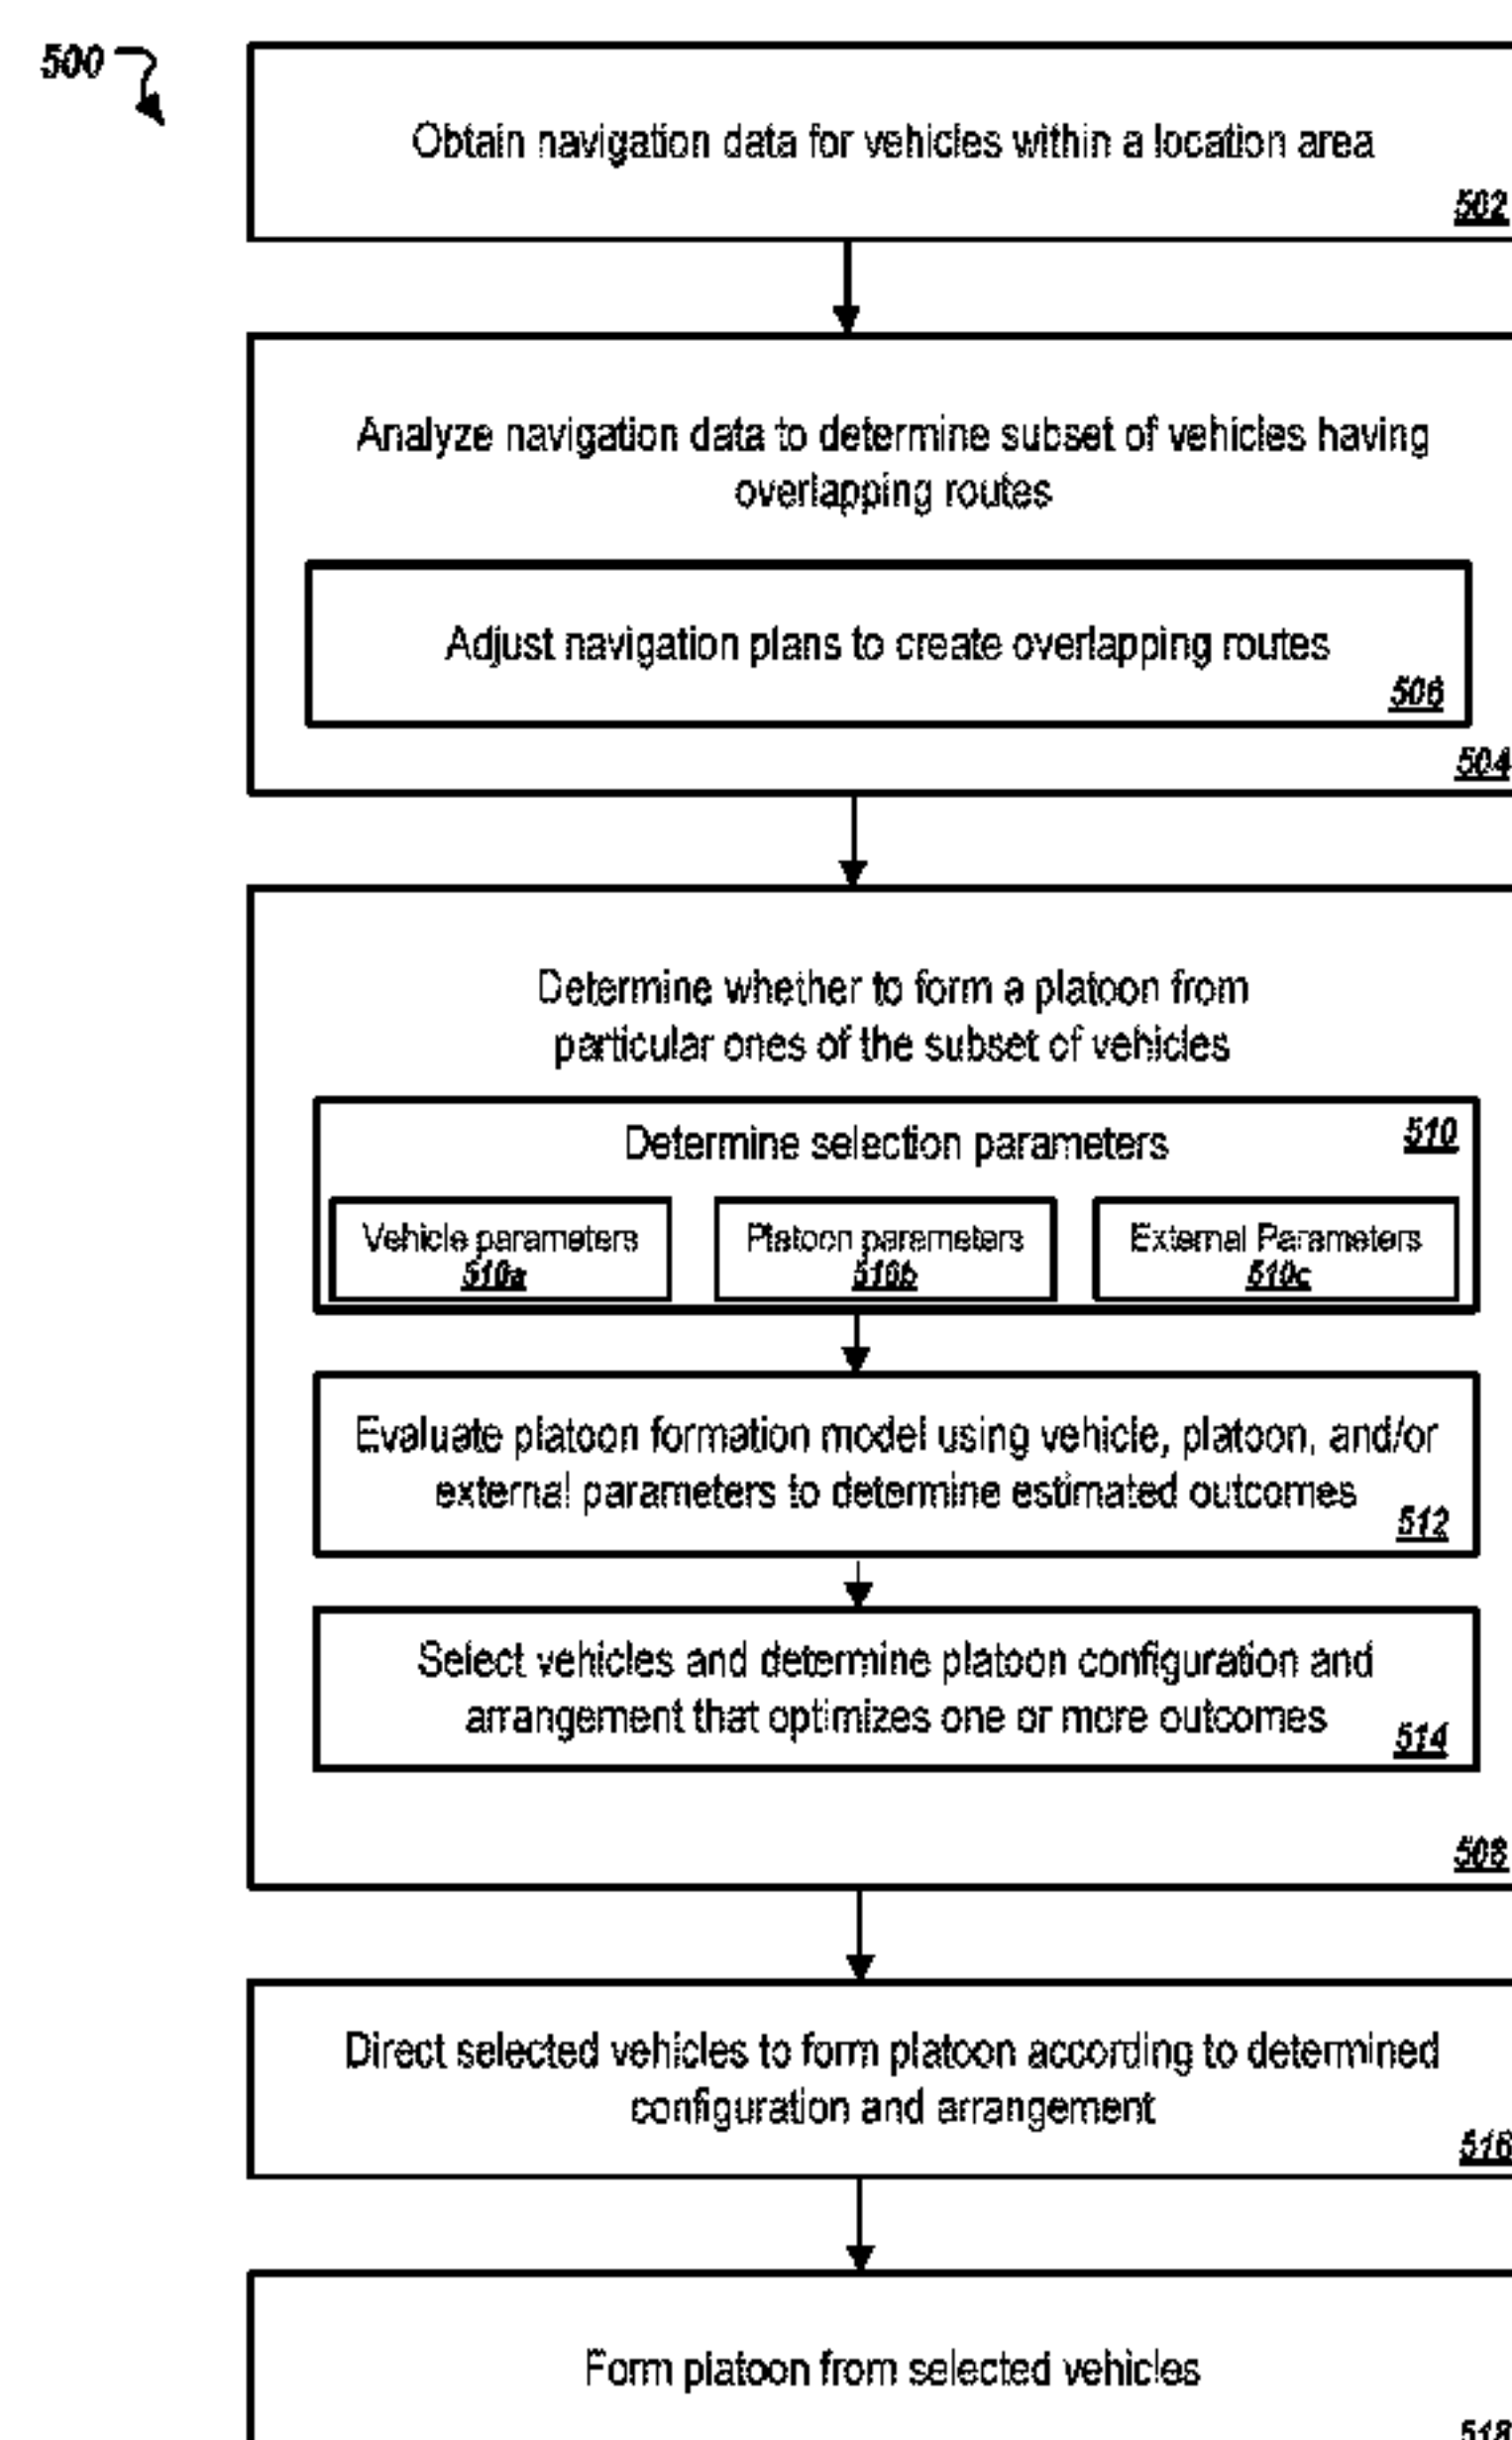 500
Obtain navigation data for vehicles within a location area
502
Analyze navigation data to determine subset of vehicles having
overlapping routes
Adjust navigation plans to create overlapping routes
506
504
Determine whether to form a platoon from
particular ones of the subset of vehicles
Determine selection parameters
510
Vehicle parameters
510a
Platoon parameters
510b
External Parameters
510c
Evaluate platoon formation model using vehicle, platoon, and/or
external parameters to determine estimated outcomes
512
Select vehicles and determine platoon configuration and
arrangement that optimizes one or more outcomes
514
508
Direct selected vehicles to form platoon according to determined
configuration and arrangement
516
Form platoon from selected vehicles
518